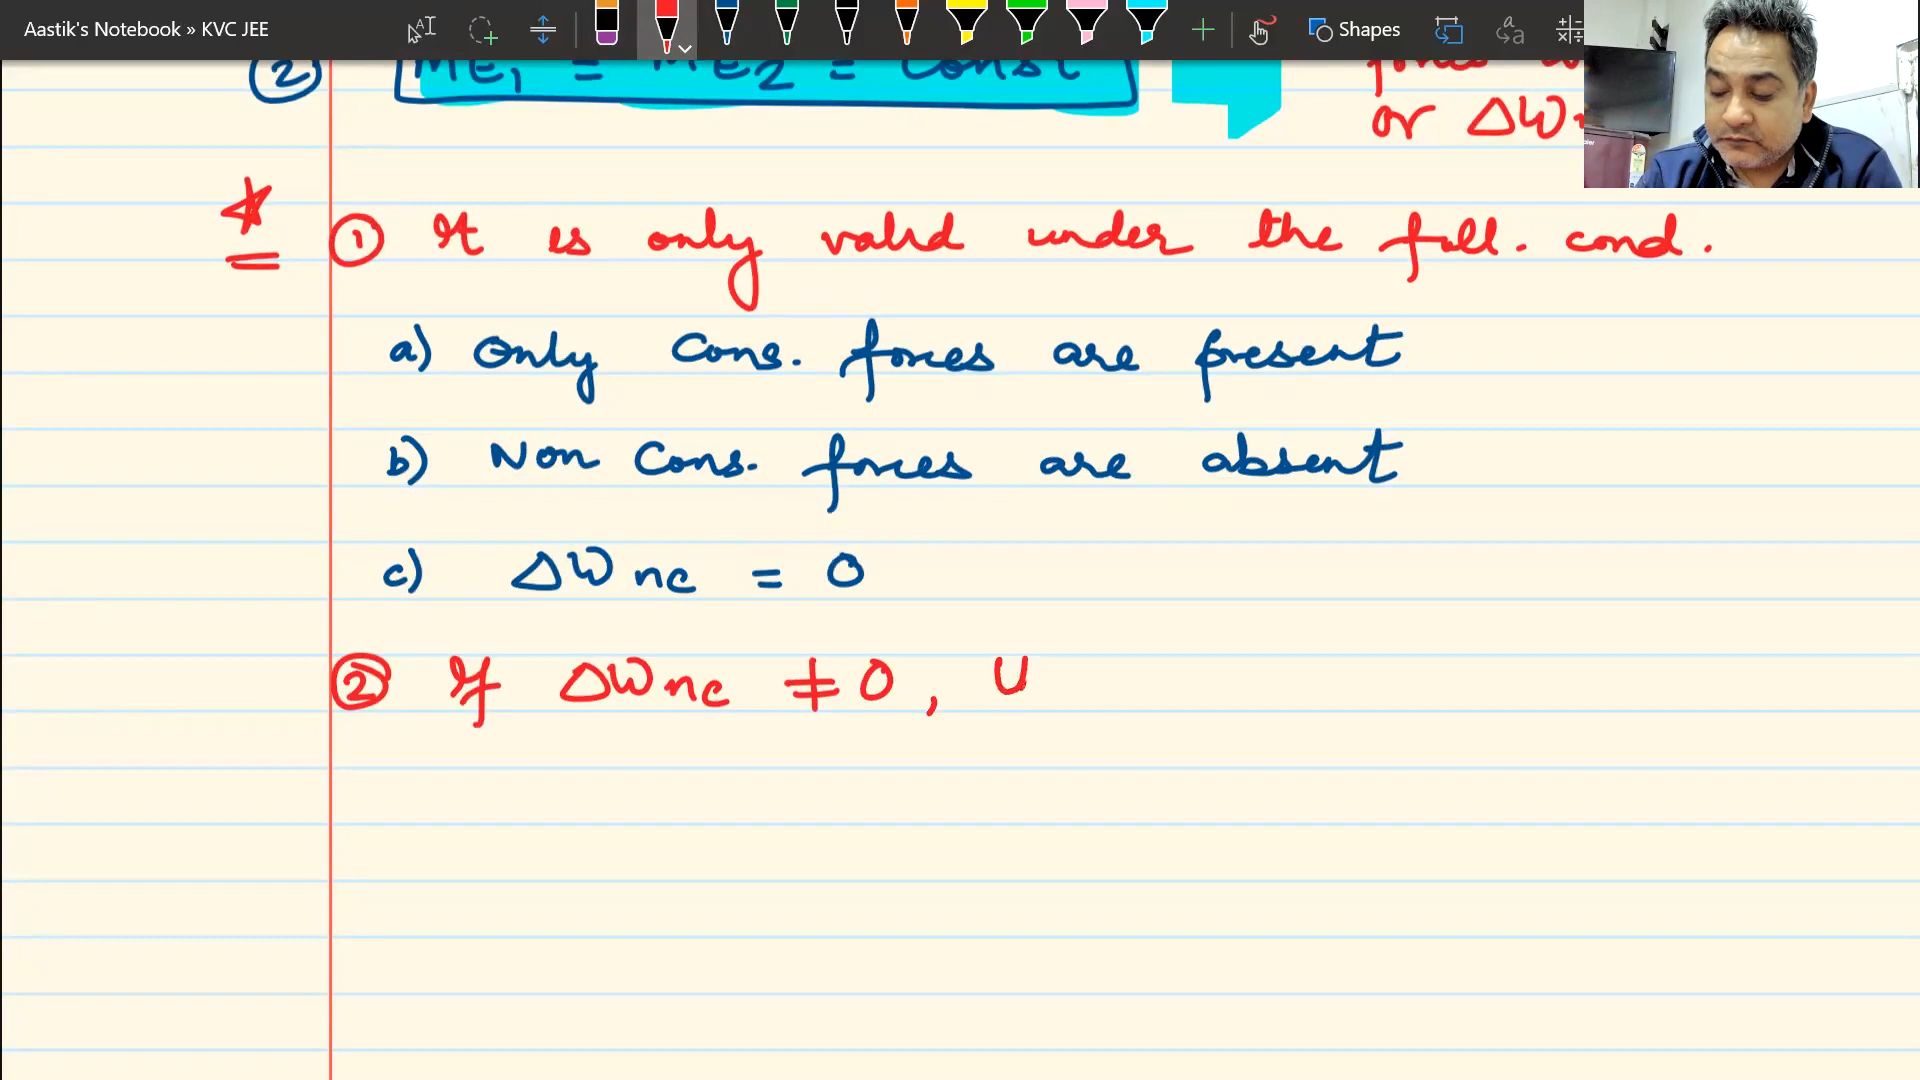 Aastik's Notebook » KVC JEE
Shapes
② ME₁ = ME₂ = Const
or ΔW
* ① It is only valid under the foll. cond.
a) Only Cons. forces are present
b) Non Cons. forces are absent
c) ΔWnc = 0
② If ΔWnc ≠ 0, U